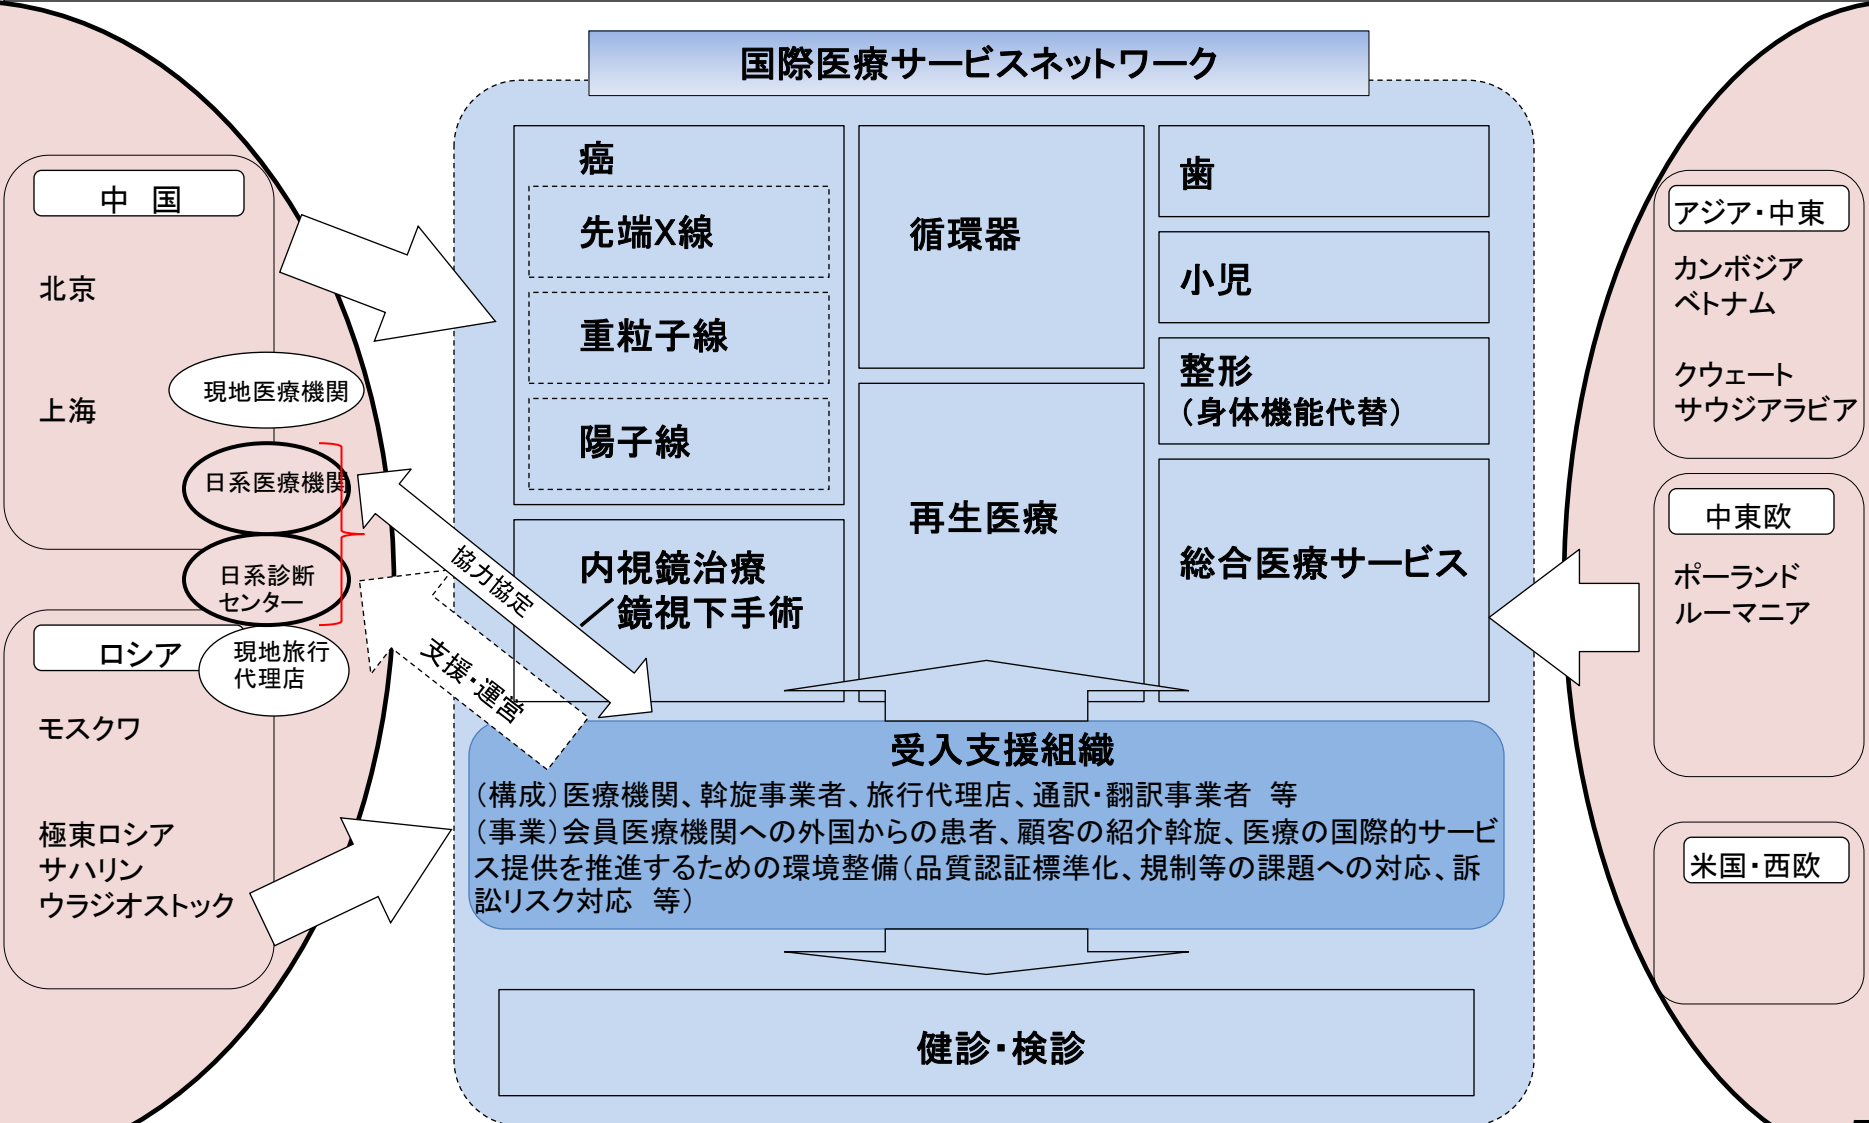 国際医療サービスネットワーク
中　国
北京
上海
現地医療機関
日系医療機関
日系診断
センター
ロシア
現地旅行
代理店
モスクワ
極東ロシア
サハリン
ウラジオストック
協力協定
支援・運営
癌
先端X線
重粒子線
陽子線
内視鏡治療
／鏡視下手術
循環器
再生医療
歯
小児
整形
（身体機能代替）
総合医療サービス
受入支援組織
（構成）医療機関、斡旋事業者、旅行代理店、通訳・翻訳事業者　等
（事業）会員医療機関への外国からの患者、顧客の紹介斡旋、医療の国際的サービ
ス提供を推進するための環境整備（品質認証標準化、規制等の課題への対応、訴
訟リスク対応　等）
健診・検診
アジア・中東
カンボジア
ベトナム
クウェート
サウジアラビア
中東欧
ポーランド
ルーマニア
米国・西欧